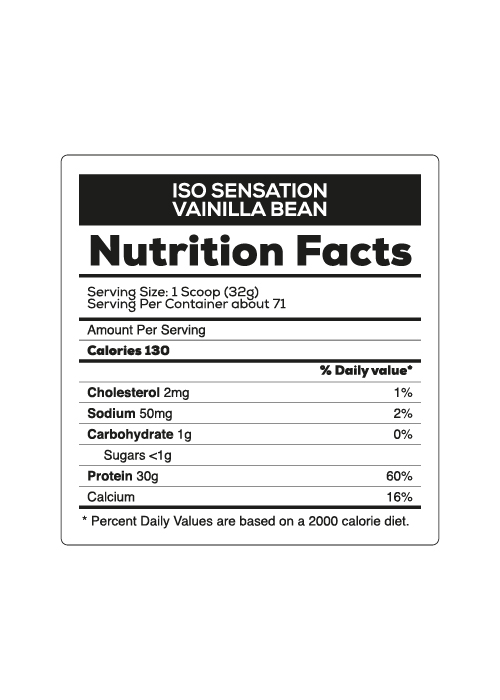 ISO SENSATION
VAINILLA BEAN
Nutrition Facts
Serving Size: 1 Scoop (32g)
Serving Per Container about 71
Amount Per Serving
Calories 130
% Daily value*
Cholesterol 2mg 1%
Sodium 50mg 2%
Carbohydrate 1g 0%
Sugars <1g
Protein 30g 60%
Calcium 16%
* Percent Daily Values are based on a 2000 calorie diet.